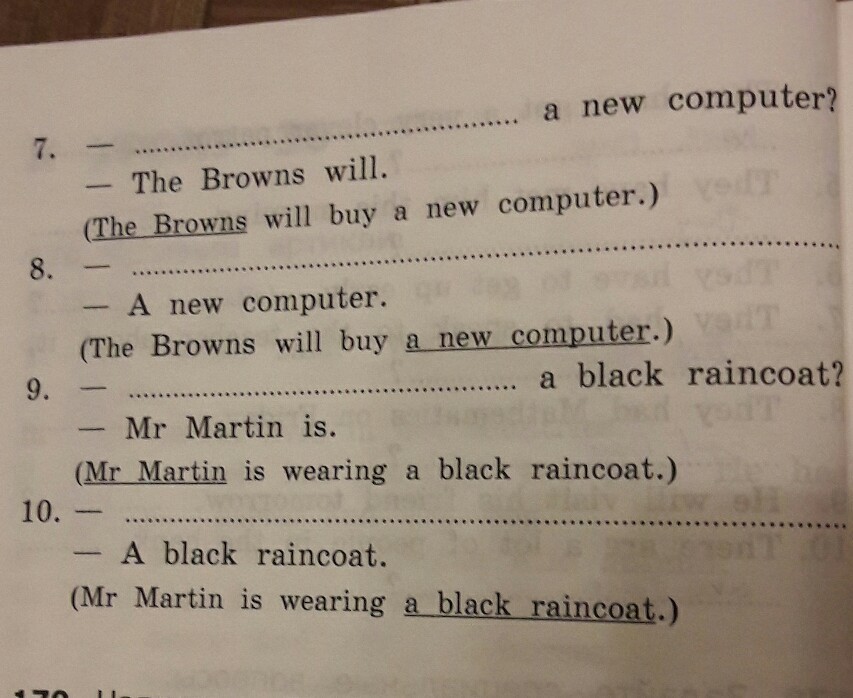 7. — .................................................. a new computer?
— The Browns will.
(The Browns will buy a new computer.)
8. — ..........................................................................................
— A new computer.
(The Browns will buy a new computer.)
9. — .................................................. a black raincoat?
— Mr Martin is.
(Mr Martin is wearing a black raincoat.)
10. — ..........................................................................................
— A black raincoat.
(Mr Martin is wearing a black raincoat.)